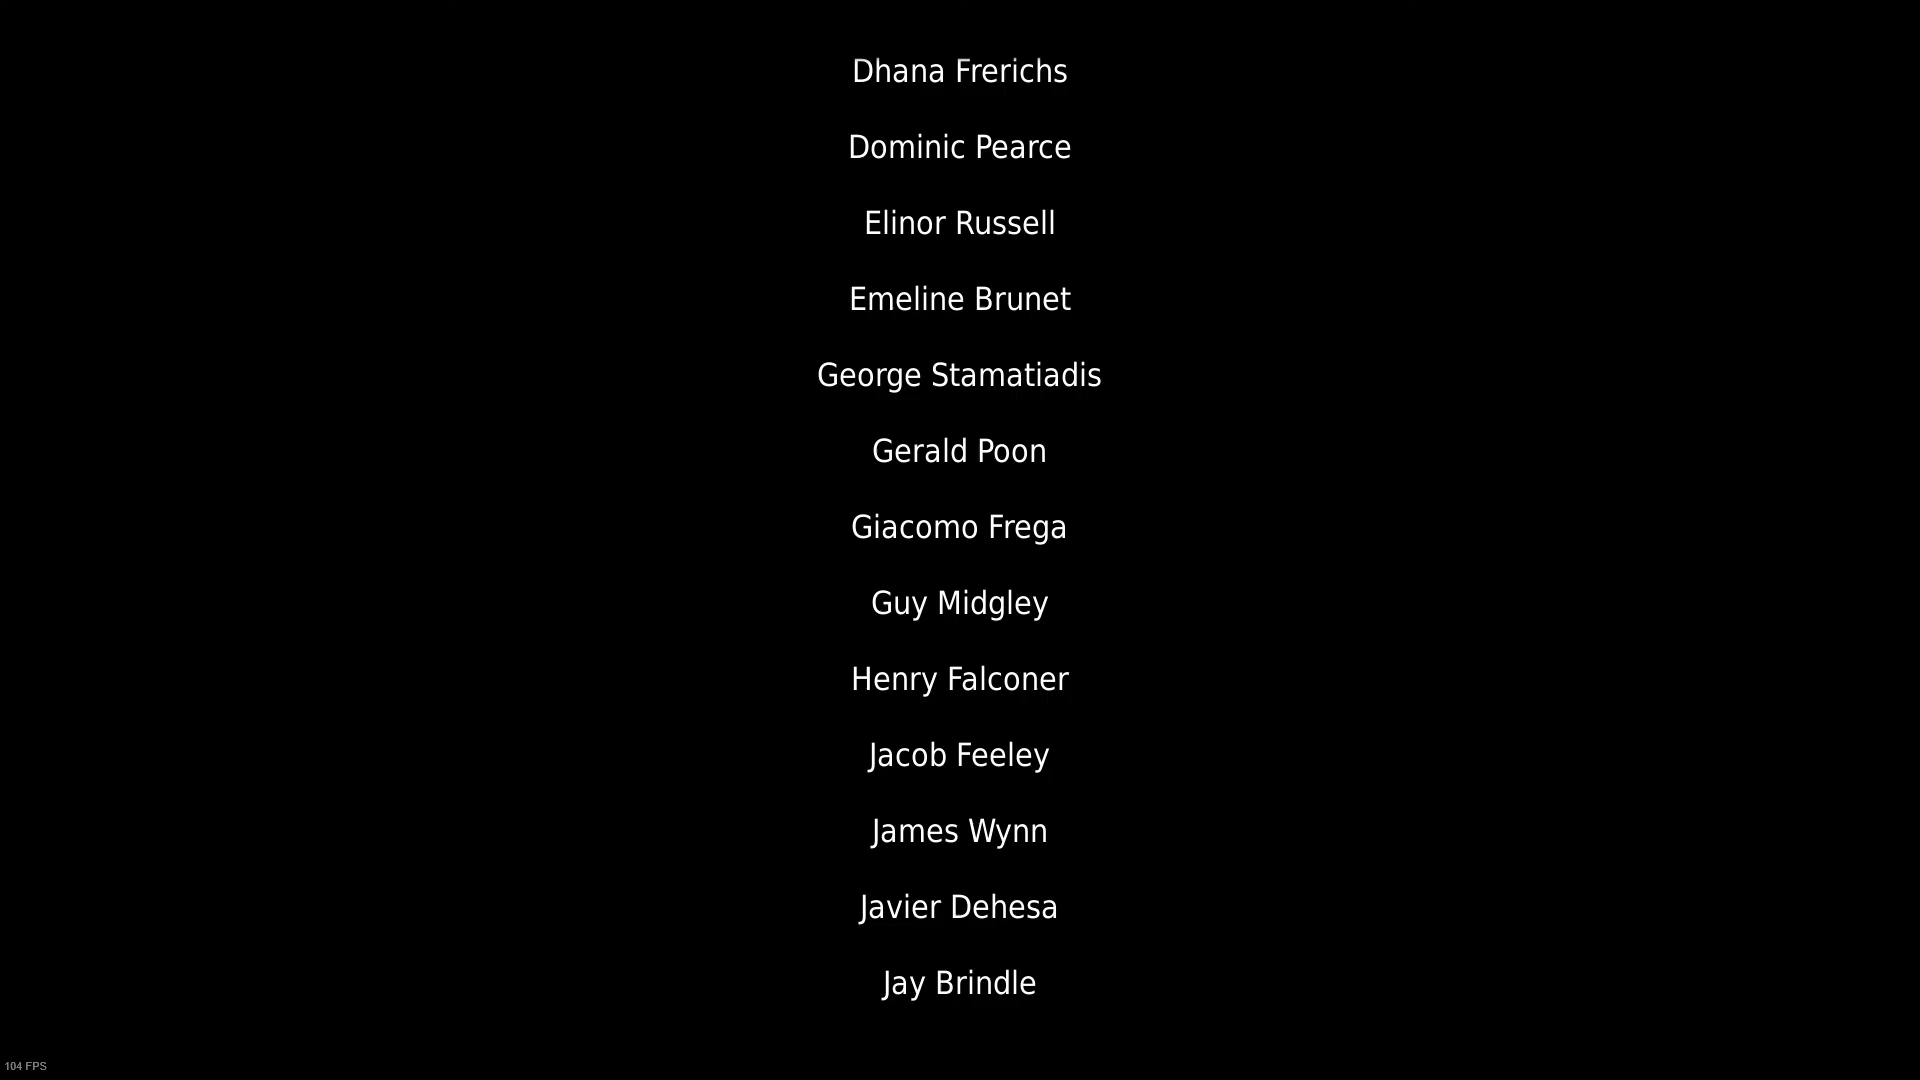 Dhana Frerichs
Dominic Pearce
Elinor Russell
Emeline Brunet
George Stamatiadis
Gerald Poon
Giacomo Frega
Guy Midgley
Henry Falconer
Jacob Feeley
James Wynn
Javier Dehesa
Jay Brindle
104 FPS